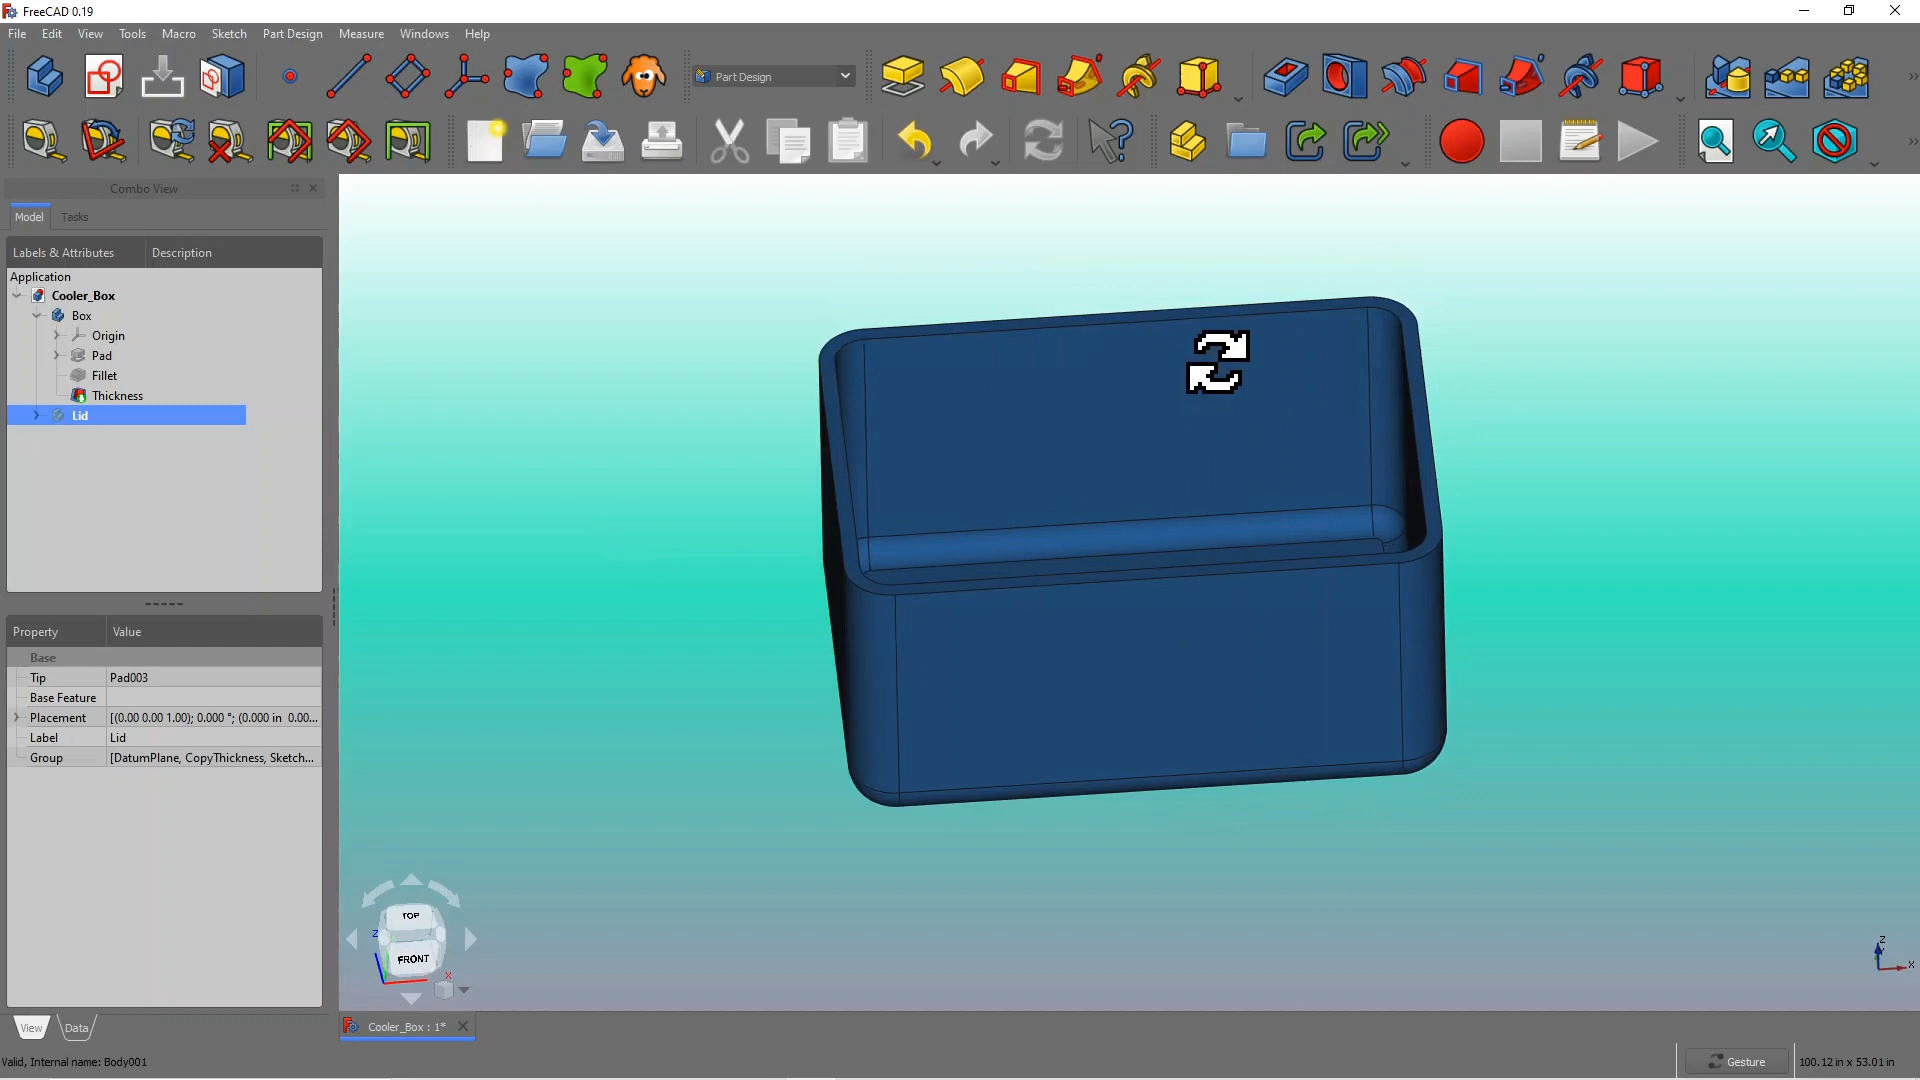 FreeCAD 0.19
File Edit View Tools Macro Sketch Part Design Measure Windows Help
Part Design
Combo View
Model Tasks
Labels & Attributes Description
Application
Cooler_Box
Box
Origin
Pad
Fillet
Thickness
Lid
Property Value
Base
Tip Pad003
Base Feature
Placement [(0.00 0.00 1.00); 0.000 °; (0.000 in 0.00...
Label Lid
Group [DatumPlane, CopyThickness, Sketch...
TOP
FRONT
Z
X
Z
Y
X
View Data
Cooler_Box : 1*
Valid, Internal name: Body001
Gesture 100.12 in x 53.01 in